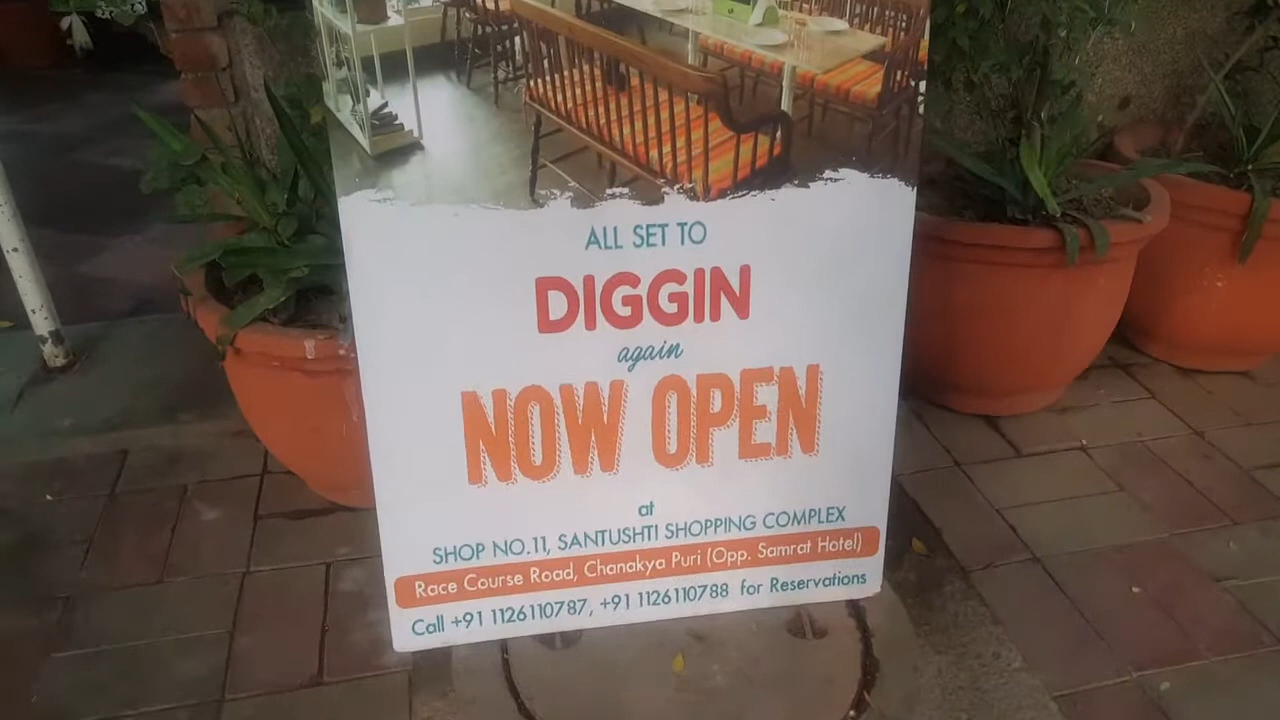 ALL SET TO
DIGGIN
again
NOW OPEN
at
SHOP NO.11, SANTUSHTI SHOPPING COMPLEX
Race Course Road, Chanakya Puri (Opp. Samrat Hotel)
Call +91 1126110787, +91 1126110788 for Reservations